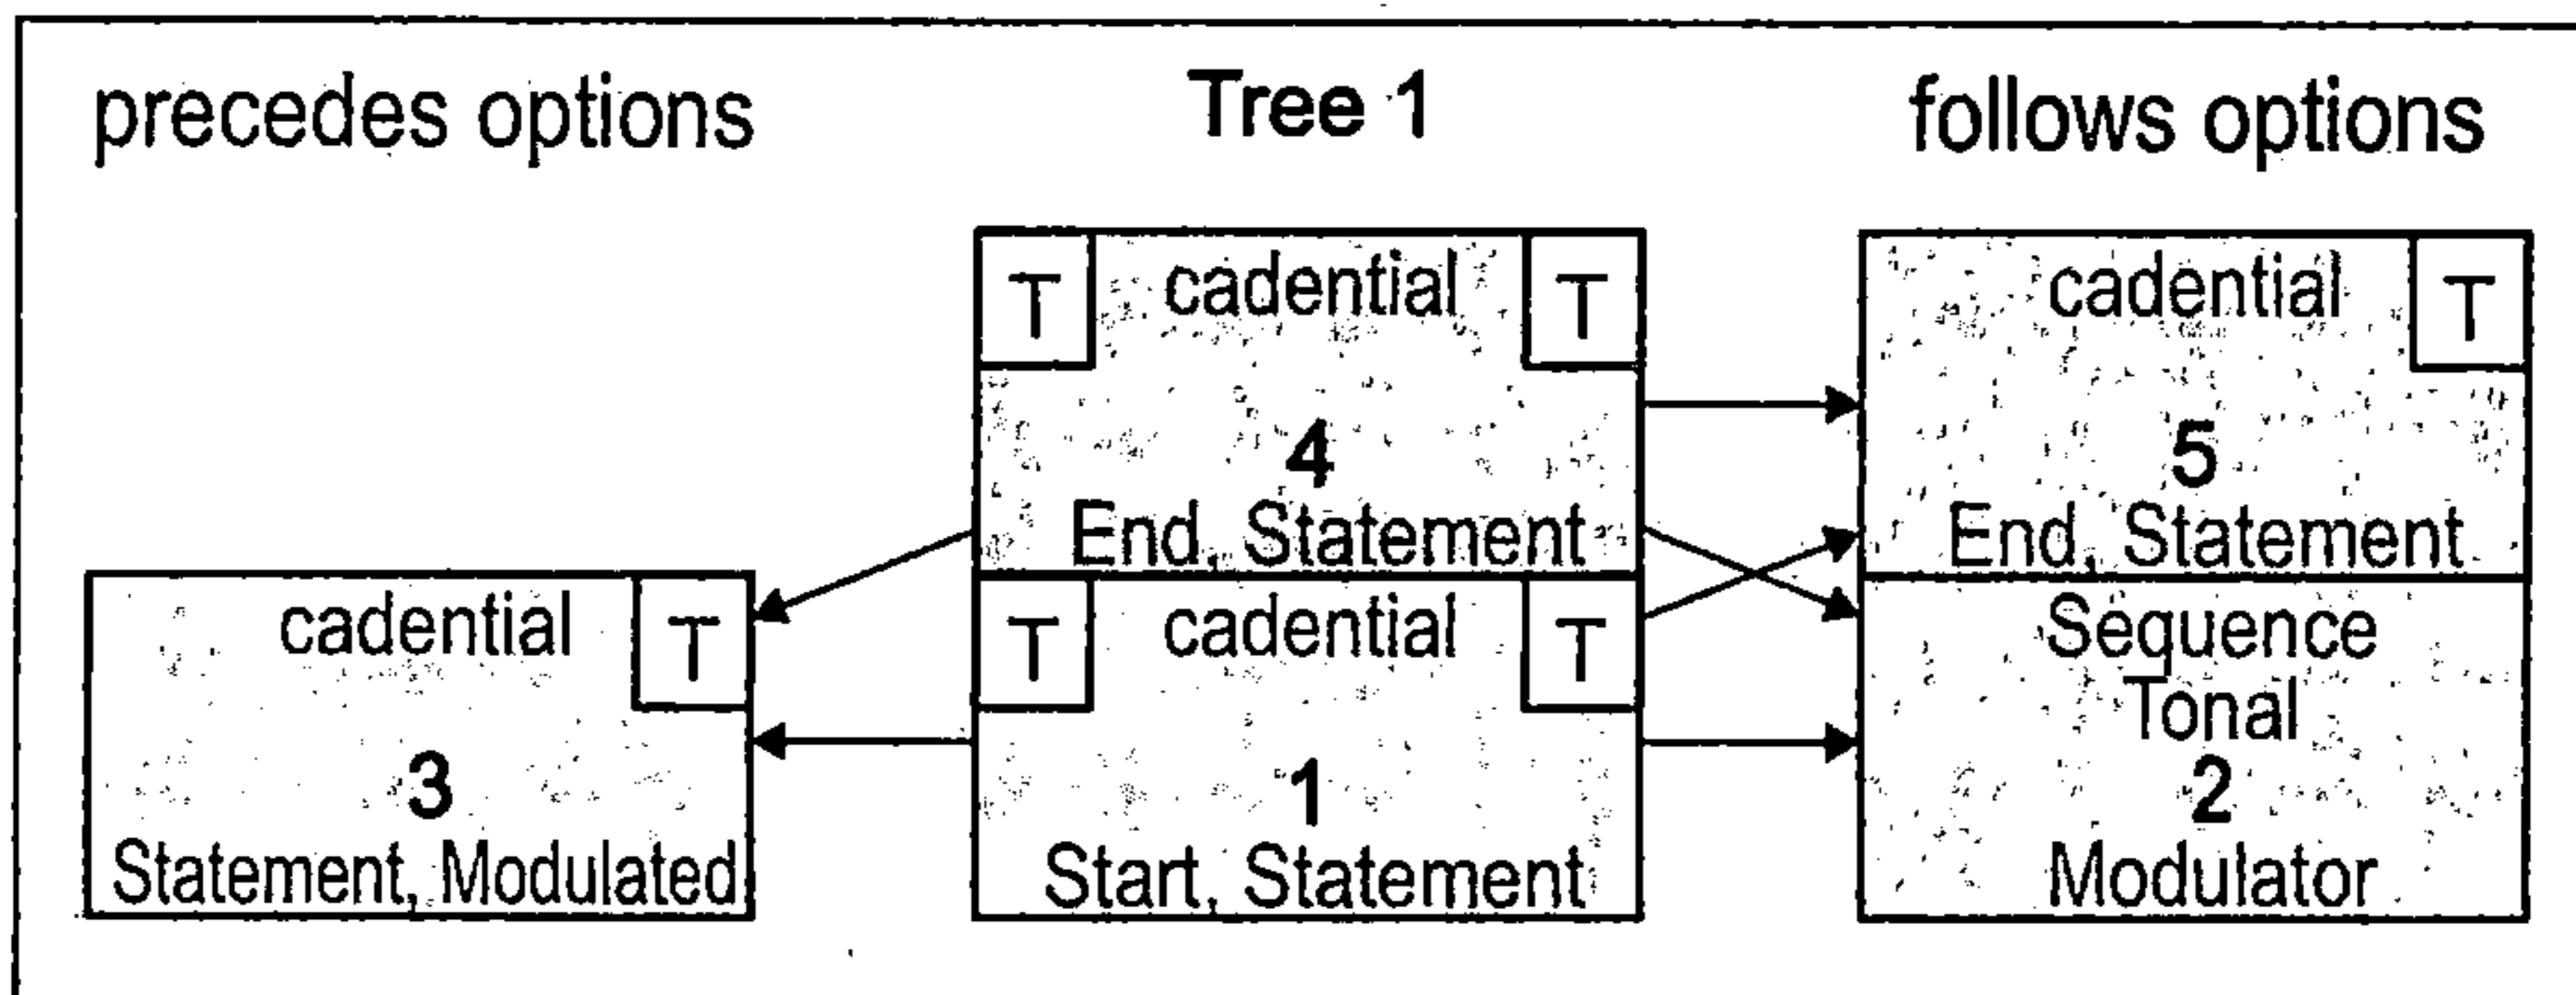 precedes options
Tree 1
follows options
T cadential T
4
End, Statement
cadential T
5
End, Statement
cadential T
3
Statement, Modulated
T cadential T
1
Start, Statement
Sequence
Tonal
2
Modulator